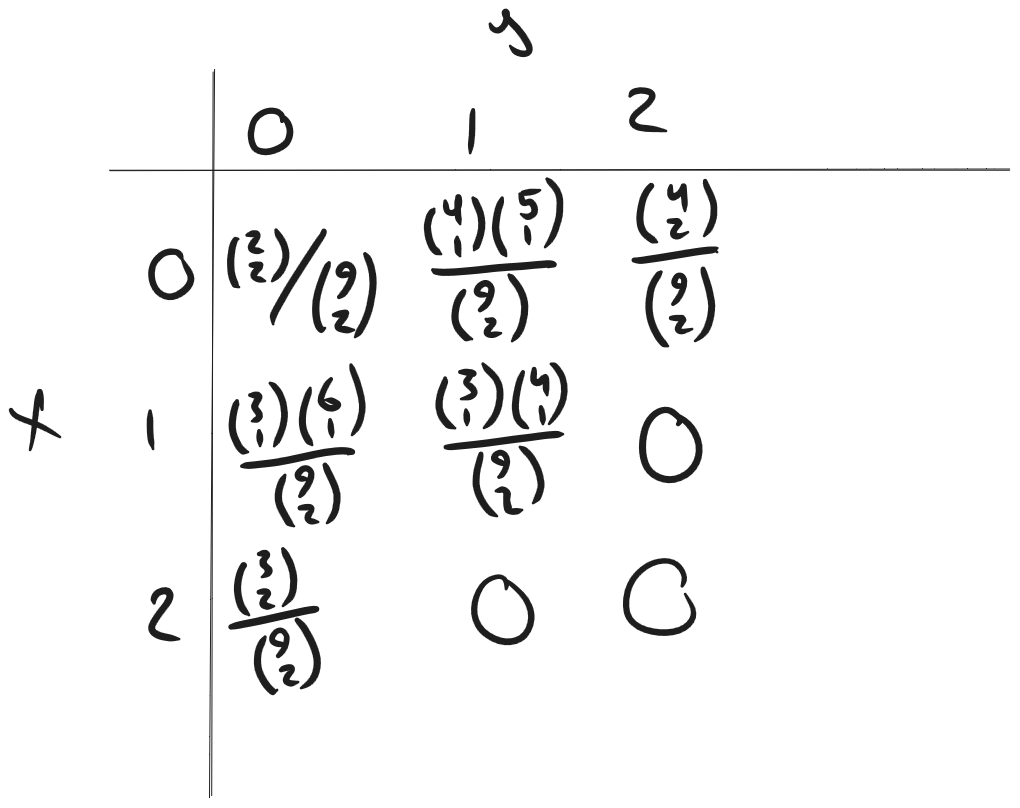 y
0 1 2
0 (2 2)/(9 2) (4 1)(5 1)/(9 2) (4 2)/(9 2)
x 1 (3 1)(6 1)/(9 2) (3 1)(4 1)/(9 2) 0
2 (3 2)/(9 2) 0 0